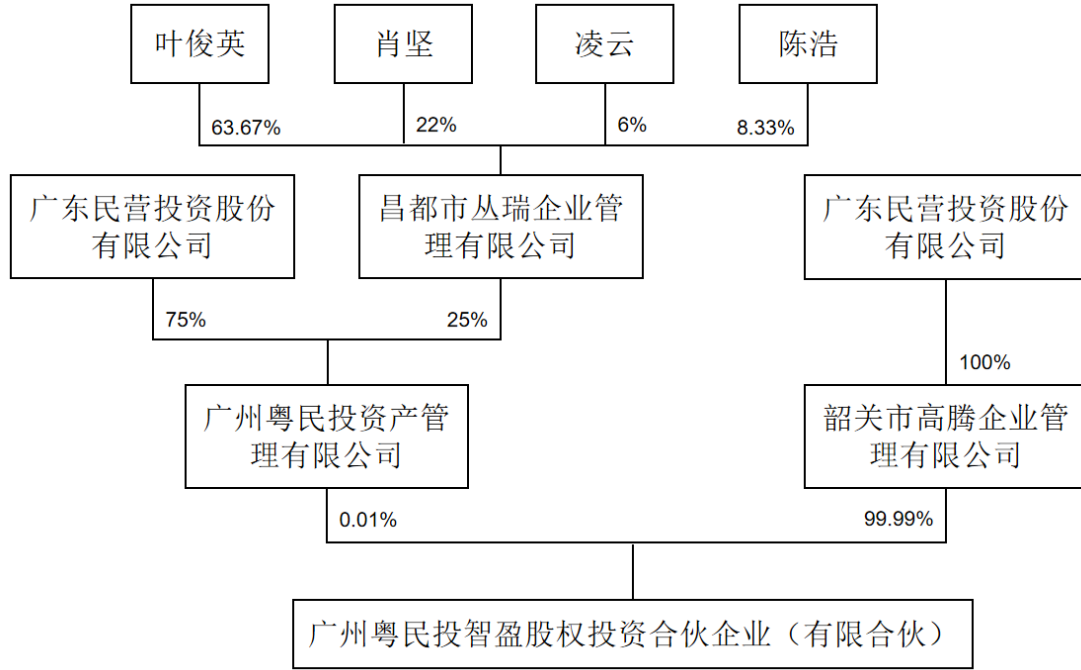 叶俊英
肖坚
凌云
陈浩
63.67%
22%
6%
8.33%
广东民营投资股份
有限公司
昌都市丛瑞企业管
理有限公司
广东民营投资股份
有限公司
75%
25%
100%
广州粤民投资产管
理有限公司
韶关市高腾企业管
理有限公司
0.01%
99.99%
广州粤民投智盈股权投资合伙企业（有限合伙）